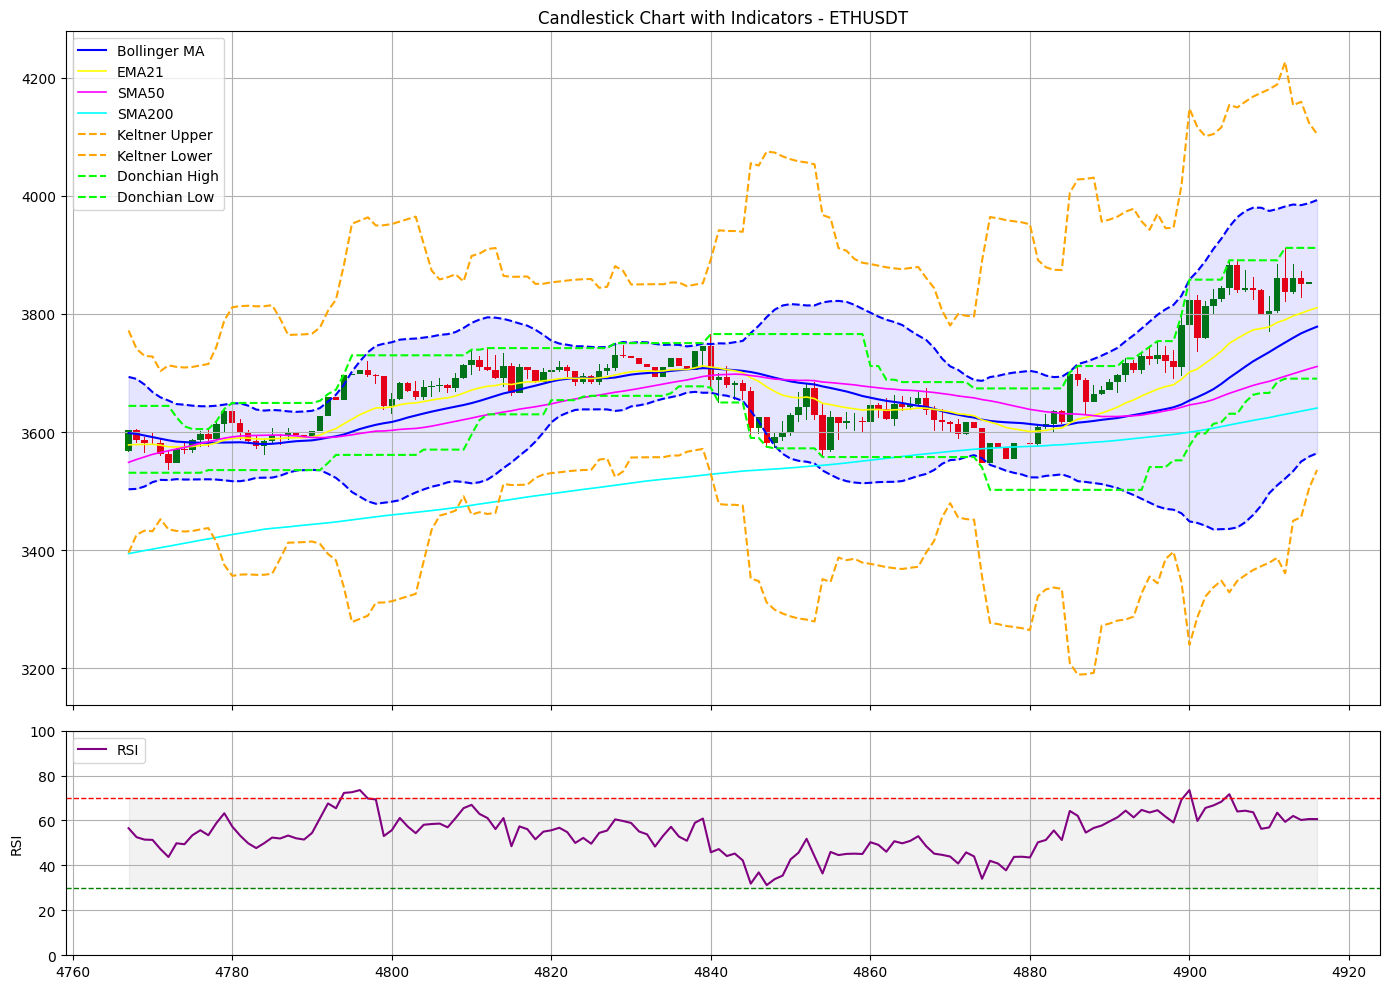 Candlestick Chart with Indicators - ETHUSDT
Bollinger MA
EMA21
SMA50
SMA200
Keltner Upper
Keltner Lower
Donchian High
Donchian Low
4200
4000
3800
3600
3400
3200
RSI
100
80
60
40
20
0
RSI
4760 4780 4800 4820 4840 4860 4880 4900 4920